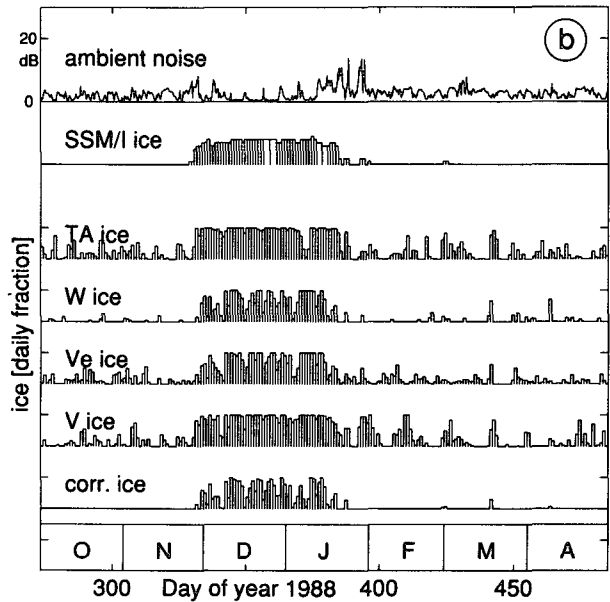 20
dB
0
ambient noise
b
SSM/I ice
TA ice
W ice
Ve ice
V ice
corr. ice
ice [daily fraction]
O N D J F M A
300 Day of year 1988 400 450